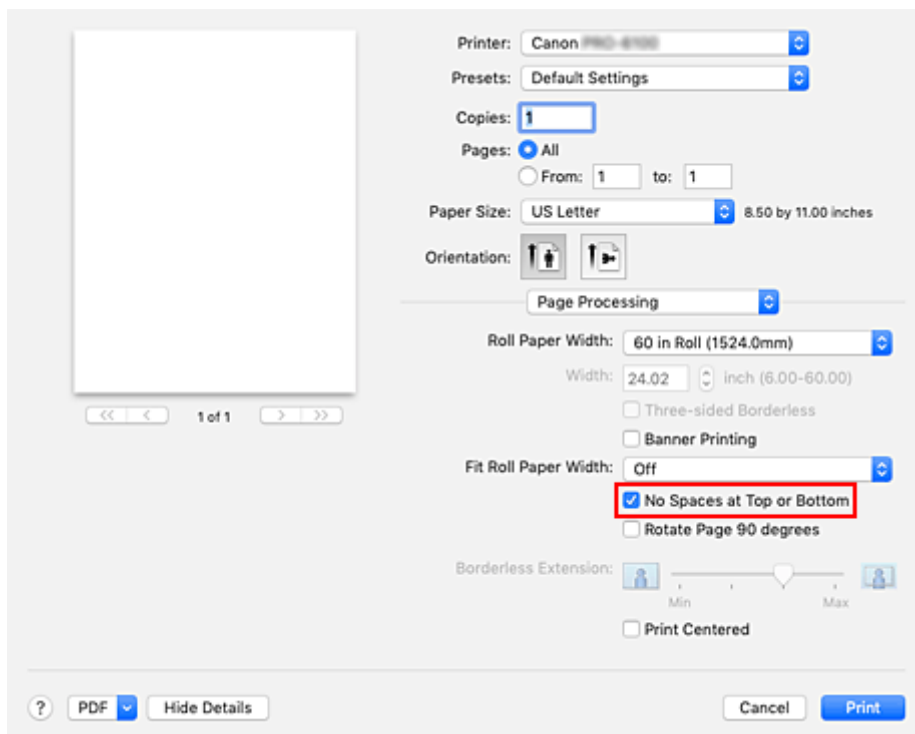 Printer: Canon
Presets: Default Settings
Copies: 1
Pages: All
From: 1 to: 1
Paper Size: US Letter 8.50 by 11.00 inches
Orientation:
Page Processing
Roll Paper Width: 60 in Roll (1524.0mm)
Width: 24.02 inch (6.00-60.00)
Three-sided Borderless
1 of 1
Banner Printing
Fit Roll Paper Width: Off
No Spaces at Top or Bottom
Rotate Page 90 degrees
Borderless Extension:
Min Max
Print Centered
? PDF Hide Details Cancel Print